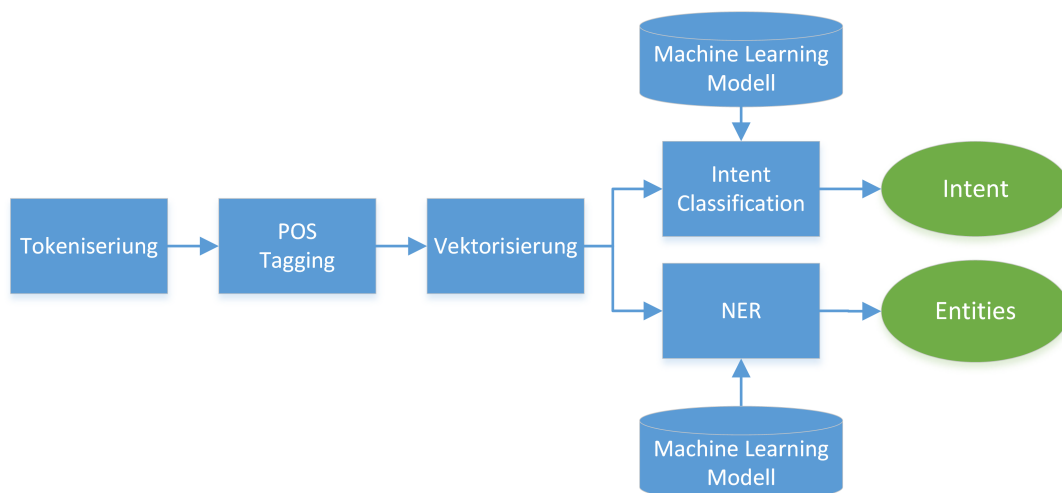 Machine Learning
Modell
Intent
Classification
Intent
Tokeniseriung
POS
Tagging
Vektorisierung
NER
Entities
Machine Learning
Modell